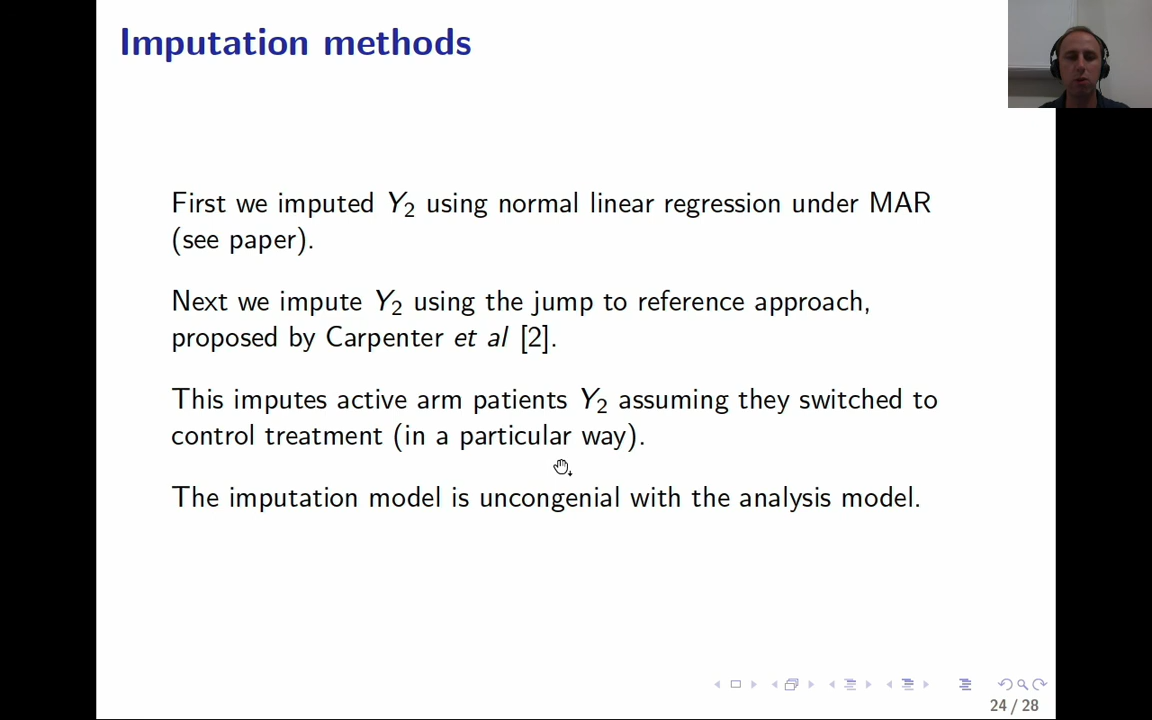 Imputation methods
First we imputed Y2 using normal linear regression under MAR
(see paper).
Next we impute Y2 using the jump to reference approach,
proposed by Carpenter et al [2].
This imputes active arm patients Y2 assuming they switched to
control treatment (in a particular way).
The imputation model is uncongenial with the analysis model.
24 / 28